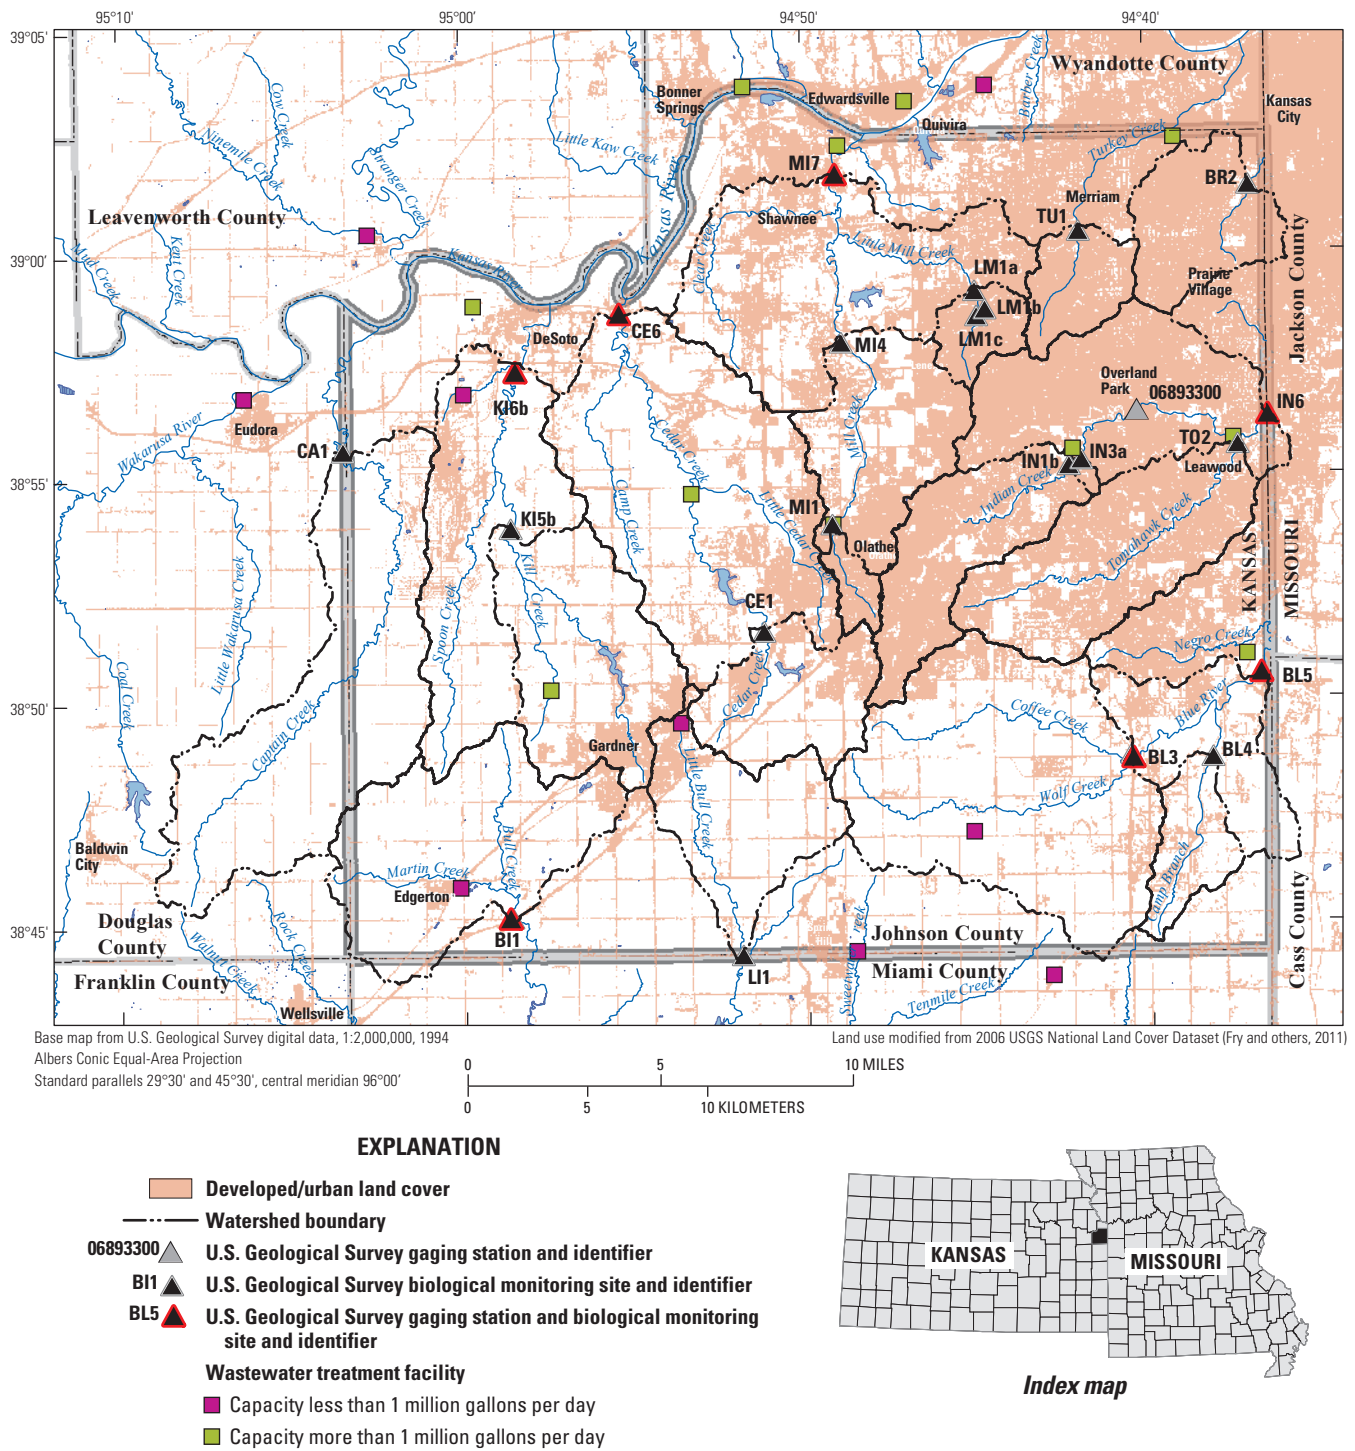 95°10′
95°00′
94°50′
94°40′
39°05′
39°00′
38°55′
38°50′
38°45′
Wyandotte County
Bonner
Springs
Edwardsville
Kansas
City
Quivira
Barber Creek
Cow Creek
Ninemile Creek
Stranger Creek
Little Kaw Creek
Turkey Creek
MI7
BR2
Merriam
Leavenworth County
Kansas River
Shawnee
TU1
Kent Creek
Mud Creek
Kansas River
Clear Creek
Little Mill Creek
LM1a
Prairie
Village
Jackson County
LM1b
DeSoto
CE6
MI4
LM1c
Overland
Park
06893300
KI6b
IN6
Eudora
Wakarusa River
CA1
Cedar Creek
Mill Creek
TO2
IN3a
IN1b
Leawood
Camp Creek
Little Cedar Creek
Indian Creek
MI1
KI5b
Olathe
Tomahawk Creek
KANSAS
MISSOURI
Kill Creek
Little Wakarusa Creek
Spoon Creek
CE1
Negro Creek
Coal Creek
BL5
Cedar Creek
Blue River
Captain Creek
Coffee Creek
Gardner
BL3
BL4
Little Bull Creek
Wolf Creek
Baldwin
City
Bull Creek
Martin Creek
Edgerton
Camp Branch
Douglas
County
Rock Creek
BI1
Johnson County
Cass County
Walnut Creek
Franklin County
LI1
Miami County
Tenmile Creek
Wellsville
Base map from U.S. Geological Survey digital data, 1:2,000,000, 1994
Land use modified from 2006 USGS National Land Cover Dataset (Fry and others, 2011)
Albers Conic Equal-Area Projection
Standard parallels 29°30′ and 45°30′, central meridian 96°00′
0 5 10 MILES
0 5 10 KILOMETERS
EXPLANATION
Developed/urban land cover
Watershed boundary
06893300 U.S. Geological Survey gaging station and identifier
BI1 U.S. Geological Survey biological monitoring site and identifier
BL5 U.S. Geological Survey gaging station and biological monitoring
site and identifier
Wastewater treatment facility
Capacity less than 1 million gallons per day
Capacity more than 1 million gallons per day
KANSAS
MISSOURI
Index map